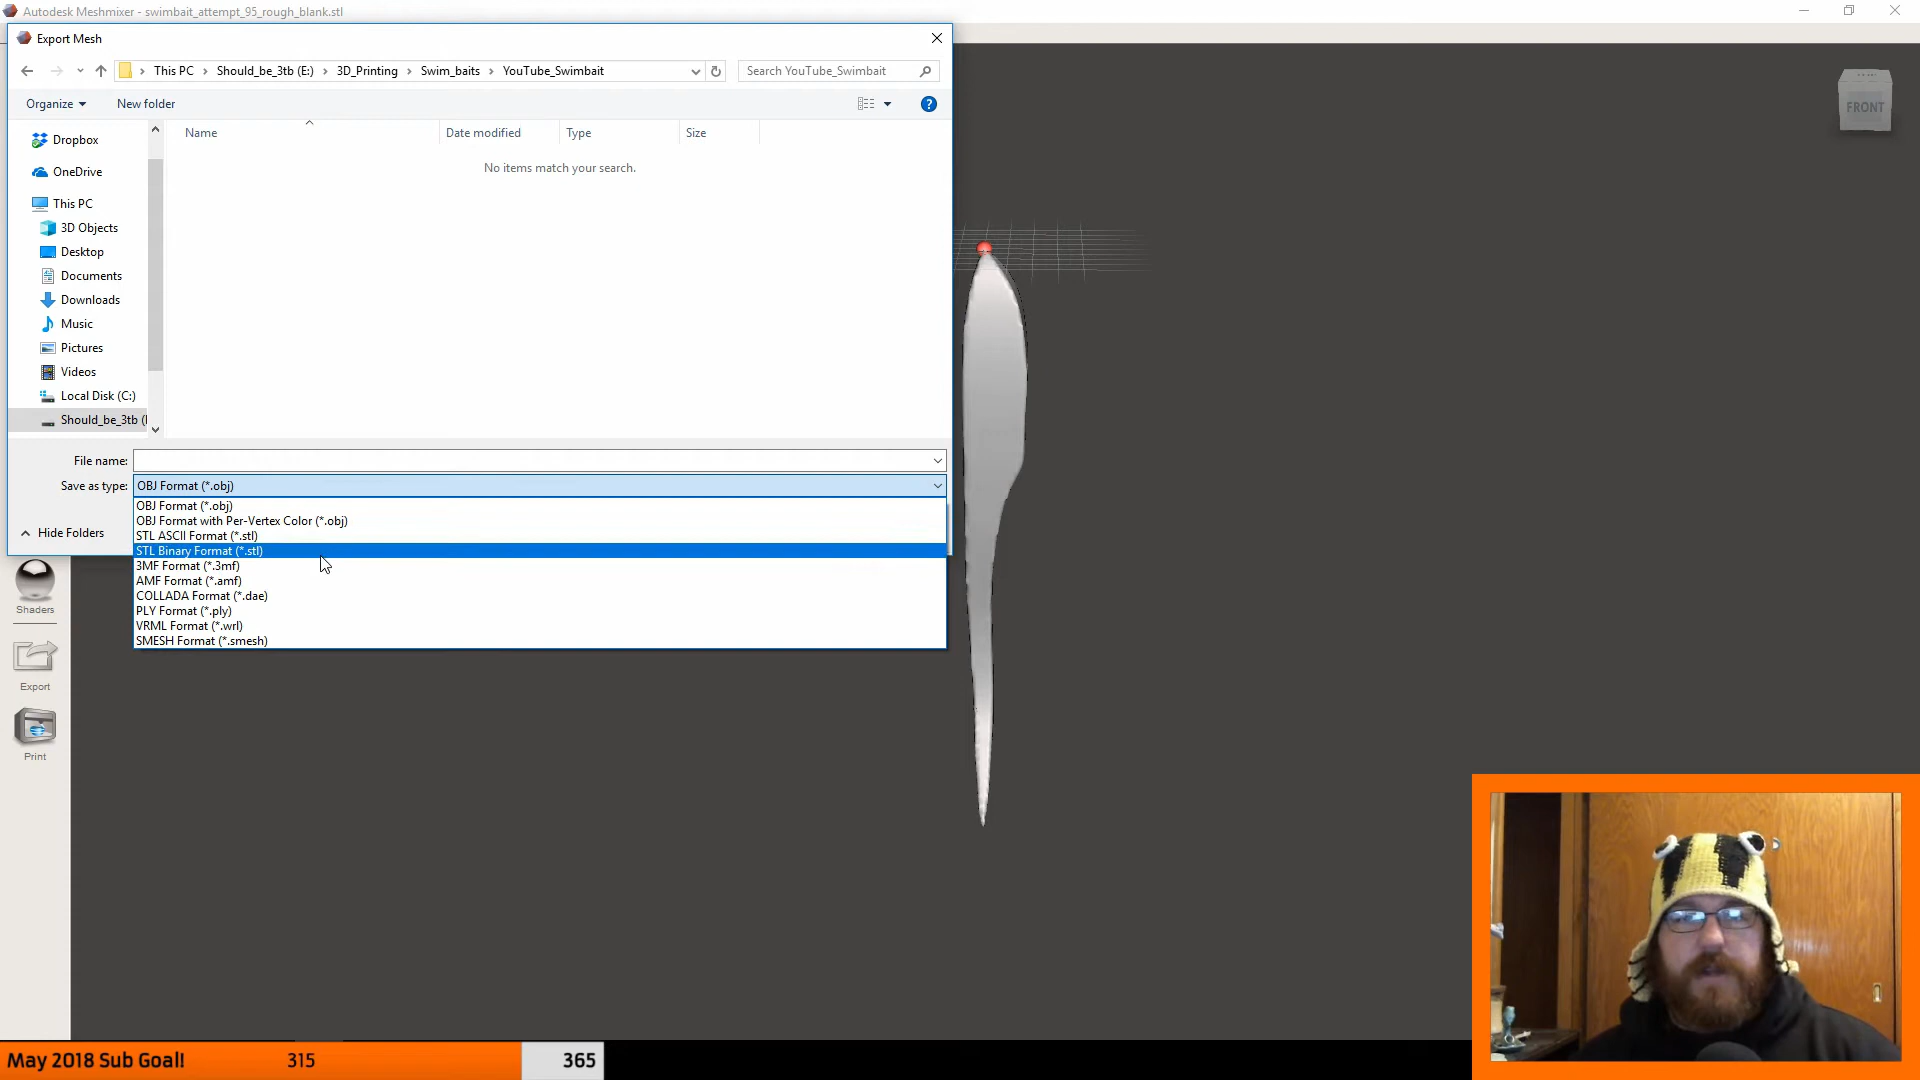 Autodesk Meshmixer - swimbait_attempt_95_rough_blank.stl
Export Mesh
This PC
Should_be_3tb (E:)
3D_Printing
Swim_baits
YouTube_Swimbait
Search YouTube_Swimbait
Organize
New folder
?
Name
Date modified
Type
Size
No items match your search.
Dropbox
OneDrive
This PC
3D Objects
Desktop
Documents
Downloads
Music
Pictures
Videos
Local Disk (C:)
Should_be_3tb (
File name:
Save as type:
OBJ Format (*.obj)
OBJ Format (*.obj)
OBJ Format with Per-Vertex Color (*.obj)
STL ASCII Format (*.stl)
STL Binary Format (*.stl)
3MF Format (*.3mf)
AMF Format (*.amf)
COLLADA Format (*.dae)
PLY Format (*.ply)
VRML Format (*.wrl)
SMESH Format (*.smesh)
Hide Folders
Shaders
Export
Print
FRONT
May 2018 Sub Goal!
315
365